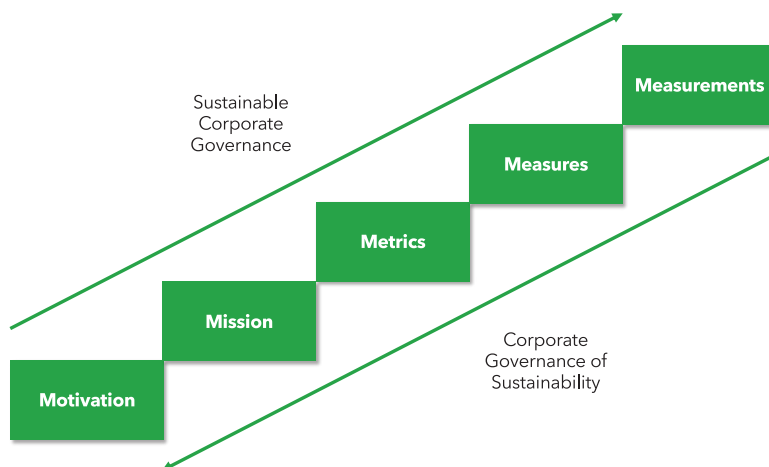 Measurements
Sustainable
Corporate
Governance
Measures
Metrics
Mission
Corporate
Governance of
Sustainability
Motivation